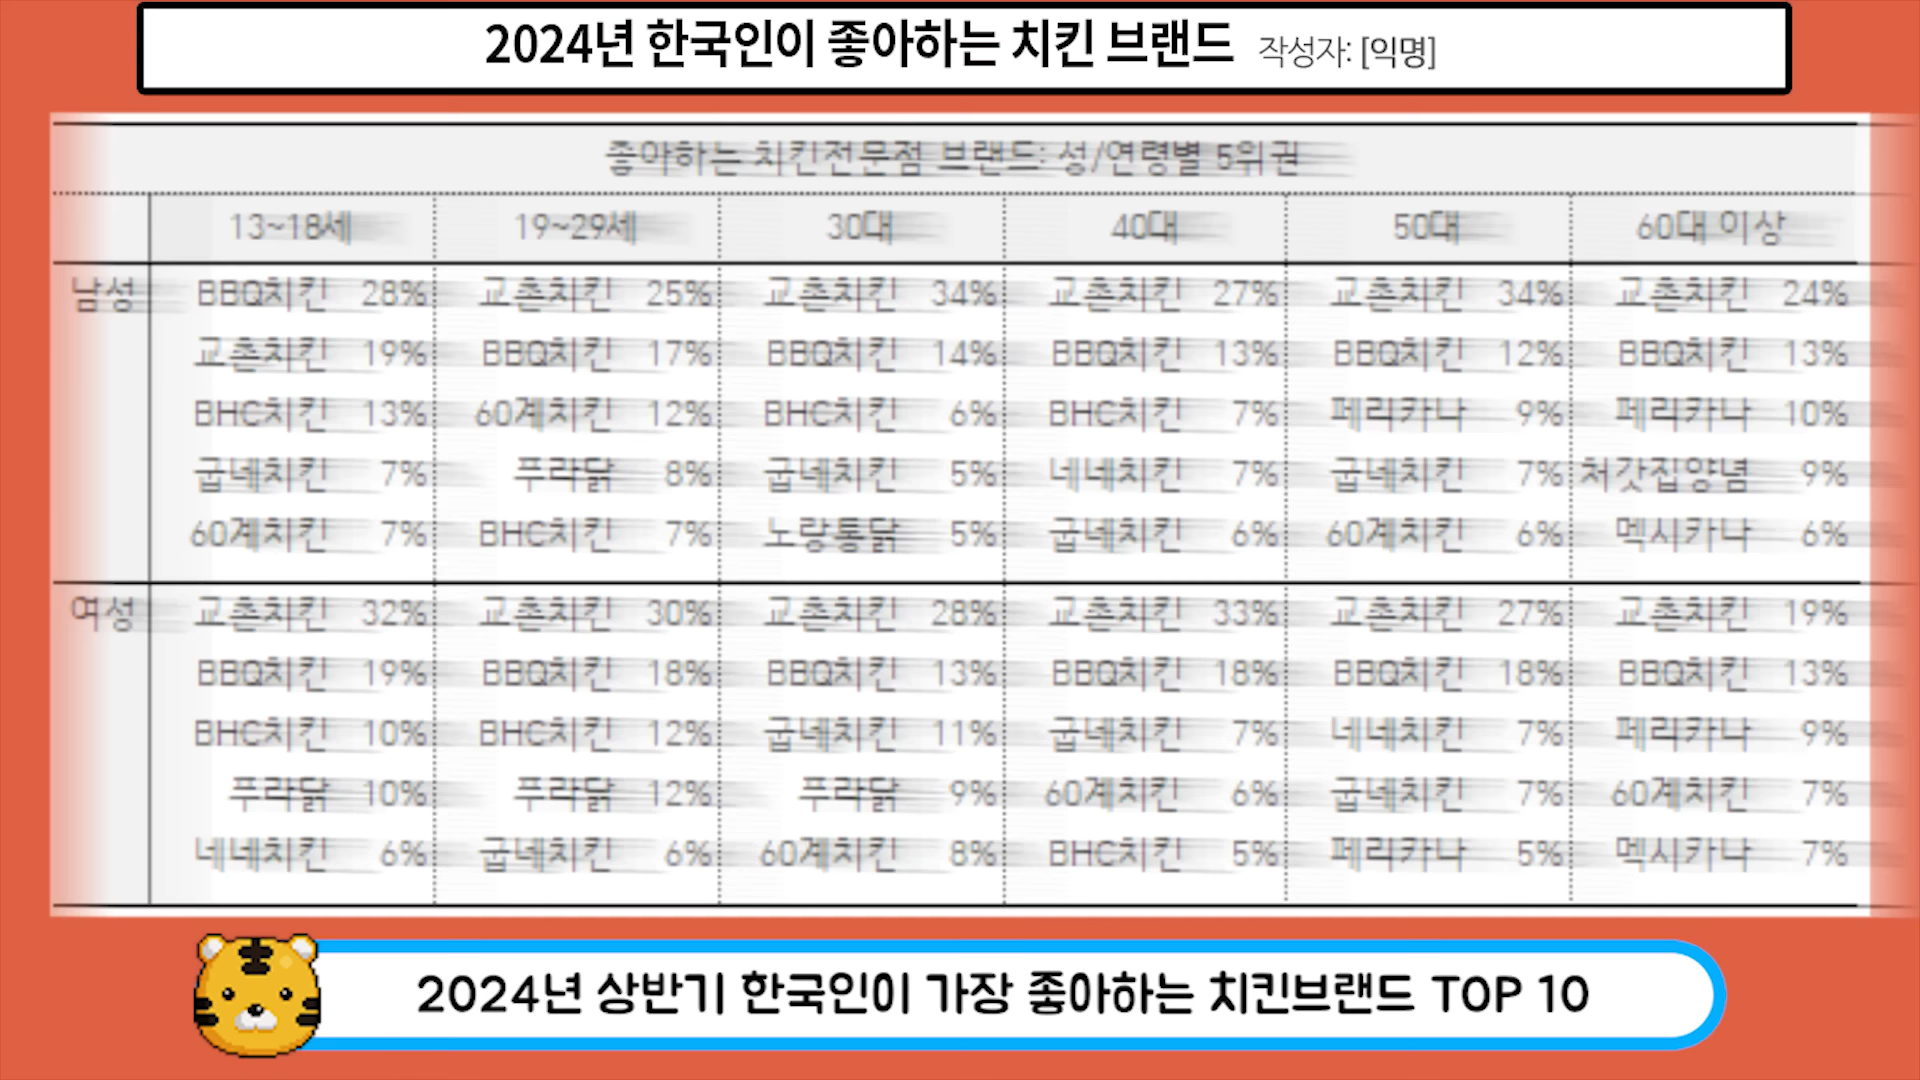 2024년 한국인이 좋아하는 치킨 브랜드 작성자: [익명]
좋아하는 치킨전문점 브랜드: 성/연령별 5위권
13~18세 19~29세 30대 40대 50대 60대 이상
남성 BBQ치킨 28% 교촌치킨 25% 교촌치킨 34% 교촌치킨 27% 교촌치킨 34% 교촌치킨 24%
교촌치킨 19% BBQ치킨 17% BBQ치킨 14% BBQ치킨 13% BBQ치킨 12% BBQ치킨 13%
BHC치킨 13% 60계치킨 12% BHC치킨 6% BHC치킨 7% 페리카나 9% 페리카나 10%
굽네치킨 7% 푸라닭 8% 굽네치킨 5% 네네치킨 7% 굽네치킨 7% 처갓집양념 9%
60계치킨 7% BHC치킨 7% 노랑통닭 5% 굽네치킨 6% 60계치킨 6% 멕시카나 6%
여성 교촌치킨 32% 교촌치킨 30% 교촌치킨 28% 교촌치킨 33% 교촌치킨 27% 교촌치킨 19%
BBQ치킨 19% BBQ치킨 18% BBQ치킨 13% BBQ치킨 18% BBQ치킨 18% BBQ치킨 13%
BHC치킨 10% BHC치킨 12% 굽네치킨 11% 굽네치킨 7% 네네치킨 7% 페리카나 9%
푸라닭 10% 푸라닭 12% 푸라닭 9% 60계치킨 6% 굽네치킨 7% 60계치킨 7%
네네치킨 6% 굽네치킨 6% 60계치킨 8% BHC치킨 5% 페리카나 5% 멕시카나 7%
2024년 상반기 한국인이 가장 좋아하는 치킨브랜드 TOP 10